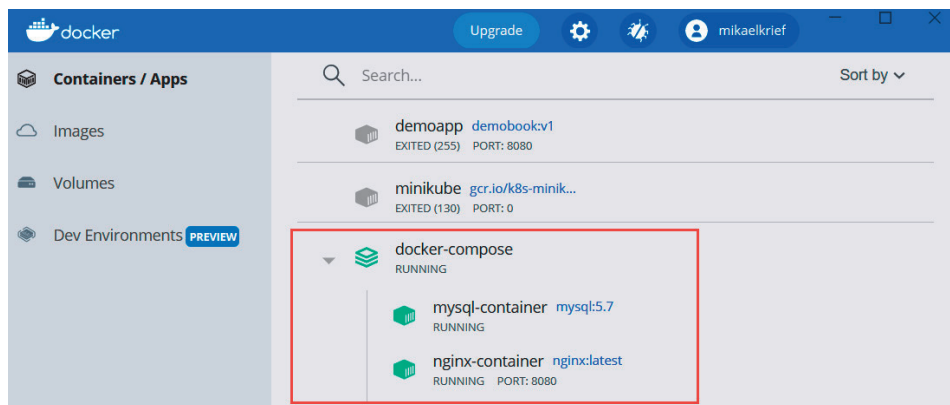 docker
Upgrade
mikaelkrief
Containers / Apps
Images
Volumes
Dev Environments PREVIEW
Search...
Sort by
demoapp demobook:v1
EXITED (255) PORT: 8080
minikube gcr.io/k8s-minik...
EXITED (130) PORT: 0
docker-compose
RUNNING
mysql-container mysql:5.7
RUNNING
nginx-container nginx:latest
RUNNING PORT: 8080